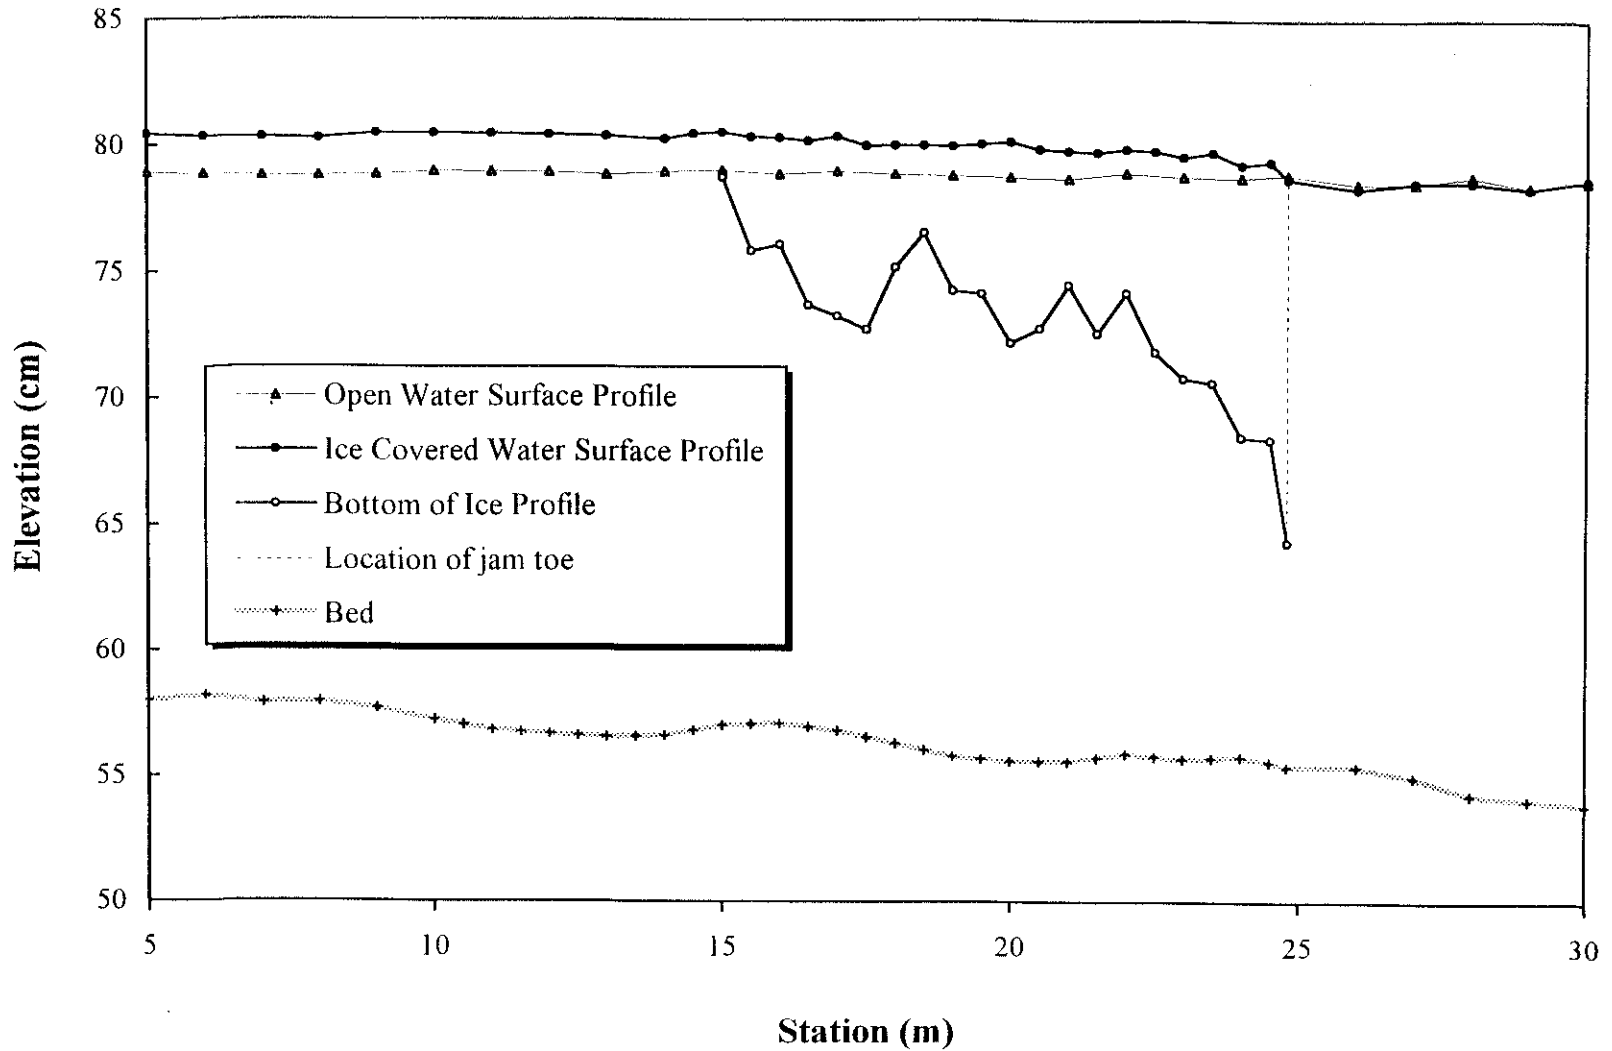 85
80
75
70
65
60
55
50
Elevation (cm)
Open Water Surface Profile
Ice Covered Water Surface Profile
Bottom of Ice Profile
Location of jam toe
Bed
5
10
15
20
25
30
Station (m)